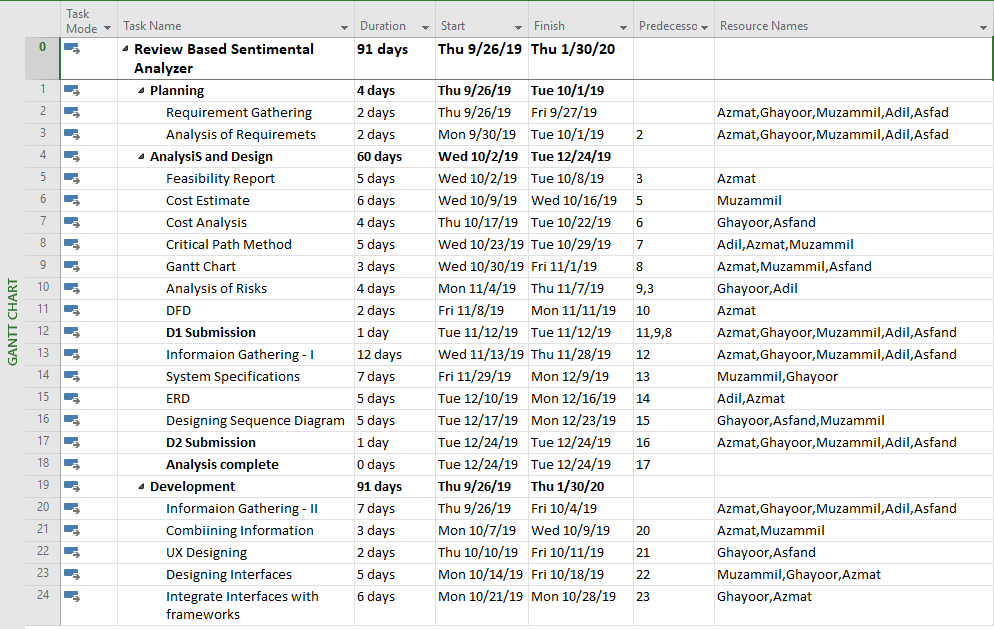 GANTT CHART
Task Mode Task Name Duration Start Finish Predecesso Resource Names
0 Review Based Sentimental Analyzer 91 days Thu 9/26/19 Thu 1/30/20
1 Planning 4 days Thu 9/26/19 Tue 10/1/19
2 Requirement Gathering 2 days Thu 9/26/19 Fri 9/27/19 Azmat,Ghayoor,Muzammil,Adil,Asfad
3 Analysis of Requiremets 2 days Mon 9/30/19 Tue 10/1/19 2 Azmat,Ghayoor,Muzammil,Adil,Asfad
4 AnalysiS and Design 60 days Wed 10/2/19 Tue 12/24/19
5 Feasibility Report 5 days Wed 10/2/19 Tue 10/8/19 3 Azmat
6 Cost Estimate 6 days Wed 10/9/19 Wed 10/16/19 5 Muzammil
7 Cost Analysis 4 days Thu 10/17/19 Tue 10/22/19 6 Ghayoor,Asfand
8 Critical Path Method 5 days Wed 10/23/19 Tue 10/29/19 7 Adil,Azmat,Muzammil
9 Gantt Chart 3 days Wed 10/30/19 Fri 11/1/19 8 Azmat,Muzammil,Asfand
10 Analysis of Risks 4 days Mon 11/4/19 Thu 11/7/19 9,3 Ghayoor,Adil
11 DFD 2 days Fri 11/8/19 Mon 11/11/19 10 Azmat
12 D1 Submission 1 day Tue 11/12/19 Tue 11/12/19 11,9,8 Azmat,Ghayoor,Muzammil,Adil,Asfand
13 Informaion Gathering - I 12 days Wed 11/13/19 Thu 11/28/19 12 Azmat,Ghayoor,Muzammil,Adil,Asfand
14 System Specifications 7 days Fri 11/29/19 Mon 12/9/19 13 Muzammil,Ghayoor
15 ERD 5 days Tue 12/10/19 Mon 12/16/19 14 Adil,Azmat
16 Designing Sequence Diagram 5 days Tue 12/17/19 Mon 12/23/19 15 Ghayoor,Asfand,Muzammil
17 D2 Submission 1 day Tue 12/24/19 Tue 12/24/19 16 Azmat,Ghayoor,Muzammil,Adil,Asfand
18 Analysis complete 0 days Tue 12/24/19 Tue 12/24/19 17
19 Development 91 days Thu 9/26/19 Thu 1/30/20
20 Informaion Gathering - II 7 days Thu 9/26/19 Fri 10/4/19 Azmat,Ghayoor,Muzammil,Adil,Asfand
21 Combiining Information 3 days Mon 10/7/19 Wed 10/9/19 20 Azmat,Muzammil
22 UX Designing 2 days Thu 10/10/19 Fri 10/11/19 21 Ghayoor,Asfand
23 Designing Interfaces 5 days Mon 10/14/19 Fri 10/18/19 22 Muzammil,Ghayoor,Azmat
24 Integrate Interfaces with frameworks 6 days Mon 10/21/19 Mon 10/28/19 23 Ghayoor,Azmat